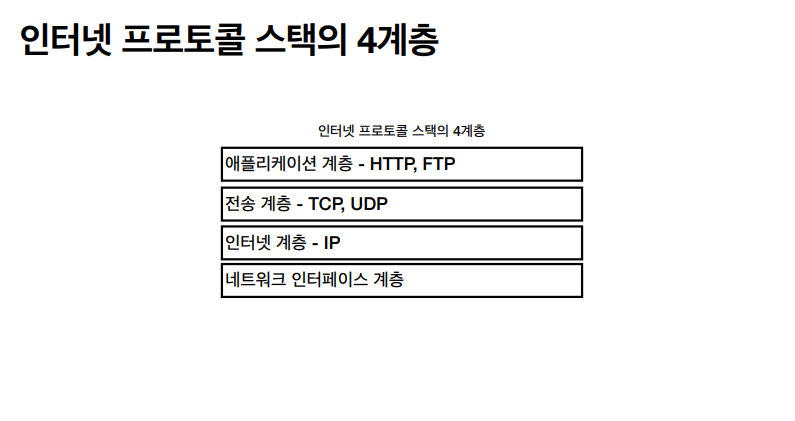 인터넷 프로토콜 스택의 4계층
인터넷 프로토콜 스택의 4계층
애플리케이션 계층 - HTTP, FTP
전송 계층 - TCP, UDP
인터넷 계층 - IP
네트워크 인터페이스 계층